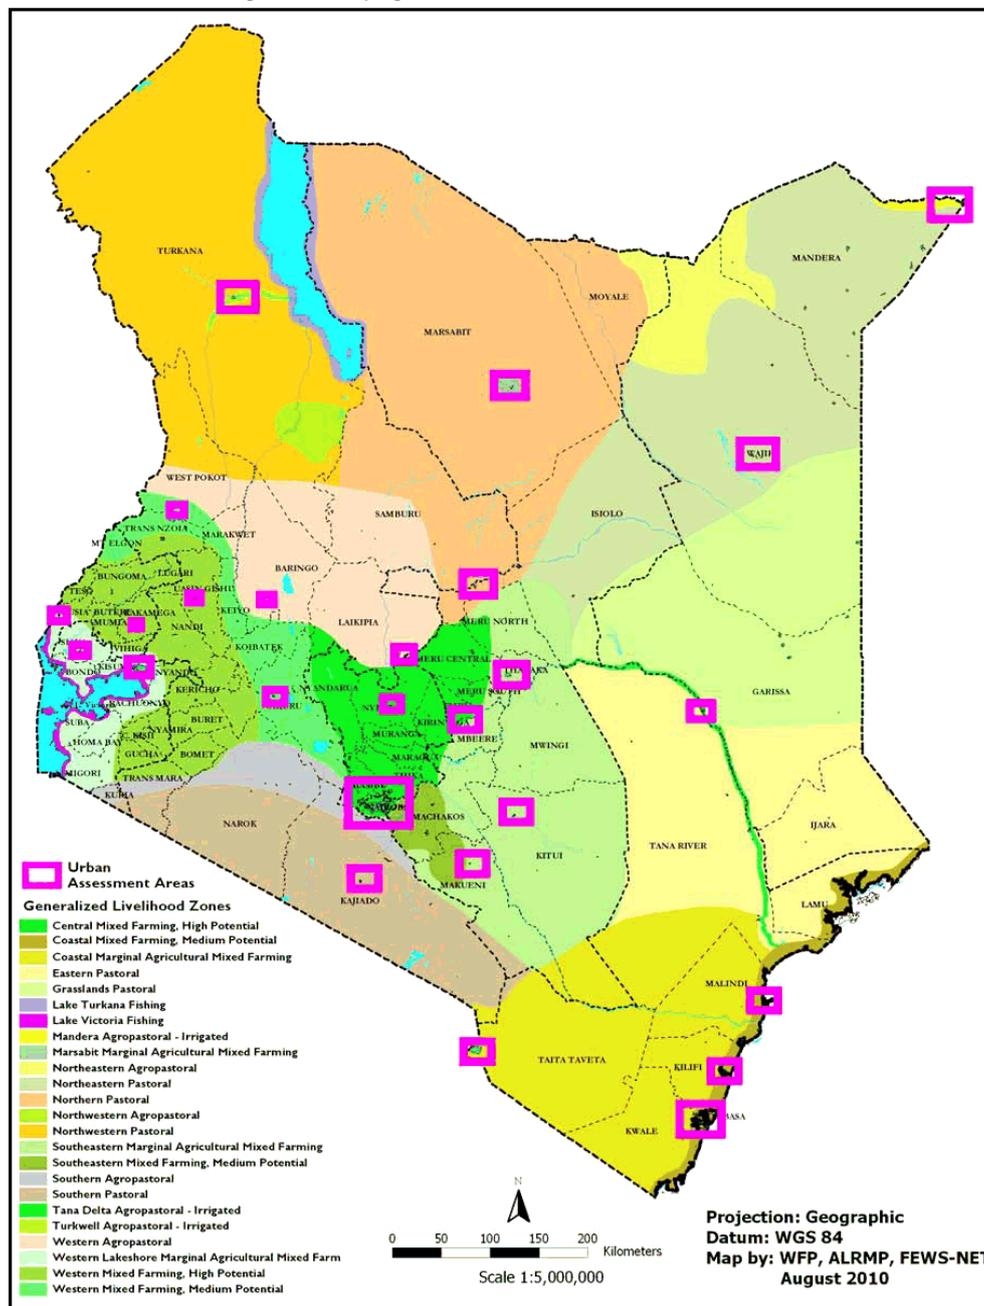 TURKANA
MANDERA
MOYALE
MARSABIT
WAJIR
WEST POKOT
SAMBURU
ISIOLO
TRANS NZOIA
MARAKWET
MT ELGON
BARINGO
BUNGOMA
LUGARI
TESO
UASIN GISHU
KEIYO
NANDI
LAIKIPIA
MERU NORTH
VIHIGA
KOIBATEK
MERU CENTRAL
BONDO
NYANDO
KERICHO
NYANDARUA
MERU SOUTH
GARISSA
SUBA
BURET
MURANGA
MBEERE
HOMA BAY
GUCHA
BOMET
MARAGUA
MWINGI
MIGORI
TRANS MARA
THIKA
KURIA
NAROK
MACHAKOS
KITUI
TANA RIVER
IJARA
MAKUENI
KAJIADO
LAMU
MALINDI
TAITA TAVETA
KILIFI
KWALE
Urban
Assessment Areas
Generalized Livelihood Zones
Central Mixed Farming, High Potential
Coastal Mixed Farming, Medium Potential
Coastal Marginal Agricultural Mixed Farming
Eastern Pastoral
Grasslands Pastoral
Lake Turkana Fishing
Lake Victoria Fishing
Mandera Agropastoral - Irrigated
Marsabit Marginal Agricultural Mixed Farming
Northeastern Agropastoral
Northeastern Pastoral
Northern Pastoral
Northwestern Agropastoral
Northwestern Pastoral
Southeastern Marginal Agricultural Mixed Farming
Southeastern Mixed Farming, Medium Potential
Southern Agropastoral
Southern Pastoral
Tana Delta Agropastoral - Irrigated
Turkwell Agropastoral - Irrigated
Western Agropastoral
Western Lakeshore Marginal Agricultural Mixed Farm
Western Mixed Farming, High Potential
Western Mixed Farming, Medium Potential
N
0 50 100 150 200
Kilometers
Scale 1:5,000,000
Projection: Geographic
Datum: WGS 84
Map by: WFP, ALRMP, FEWS-NET
August 2010